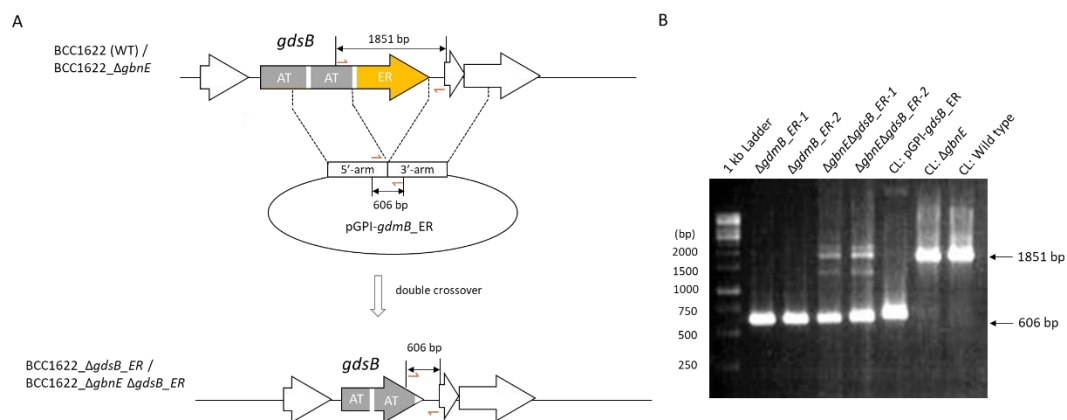 A
BCC1622 (WT) /
BCC1622_ΔgbnE
gdsB
1851 bp
AT
AT
ER
5'-arm
3'-arm
606 bp
pGPI-gdmB_ER
double crossover
BCC1622_ΔgdsB_ER /
BCC1622_ΔgbnE ΔgdsB_ER
gdsB
606 bp
AT
AT
B
1 kb Ladder
ΔgdmB_ER-1
ΔgdmB_ER-2
ΔgbnEΔgdsB_ER-1
ΔgbnEΔgdsB_ER-2
CL: pGPI-gdsB_ER
CL: ΔgbnE
CL: Wild type
(bp)
2000
1500
1000
750
500
250
1851 bp
606 bp